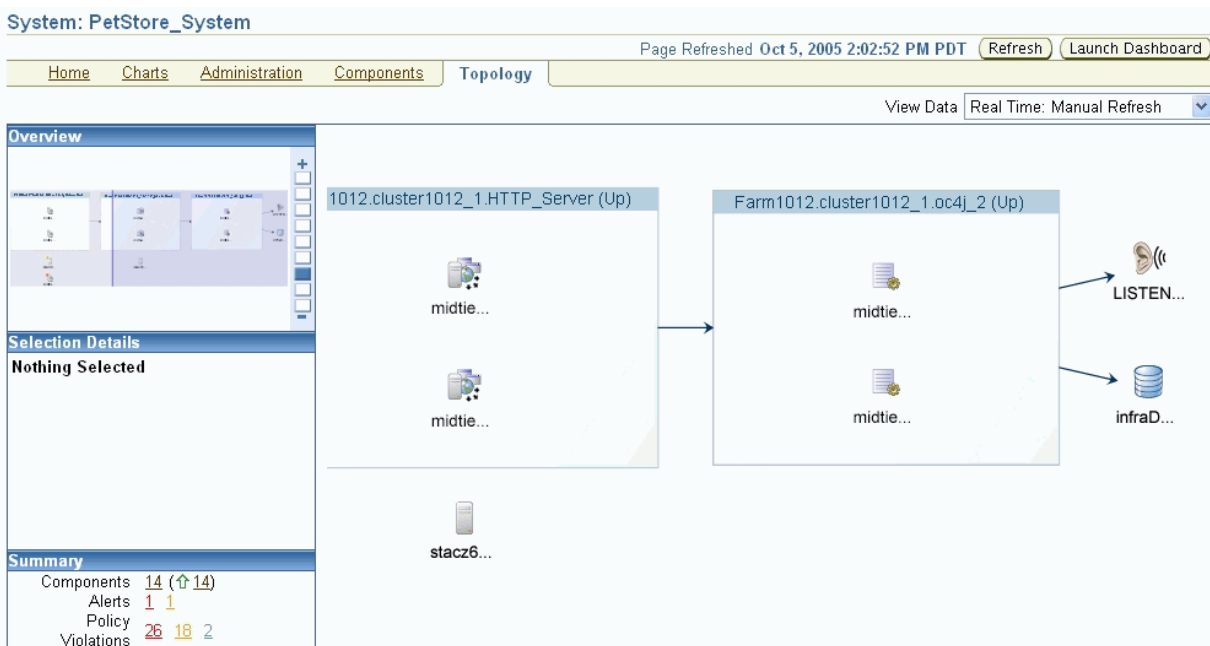 System: PetStore_System
Page Refreshed Oct 5, 2005 2:02:52 PM PDT Refresh Launch Dashboard
Home Charts Administration Components Topology
View Data Real Time: Manual Refresh
Overview
Selection Details
Nothing Selected
Summary
Components 14 (14)
Alerts 1 1
Policy
Violations 26 18 2
1012.cluster1012_1.HTTP_Server (Up)
midtie...
midtie...
stacz6...
Farm1012.cluster1012_1.oc4j_2 (Up)
midtie...
midtie...
LISTEN...
infraD...